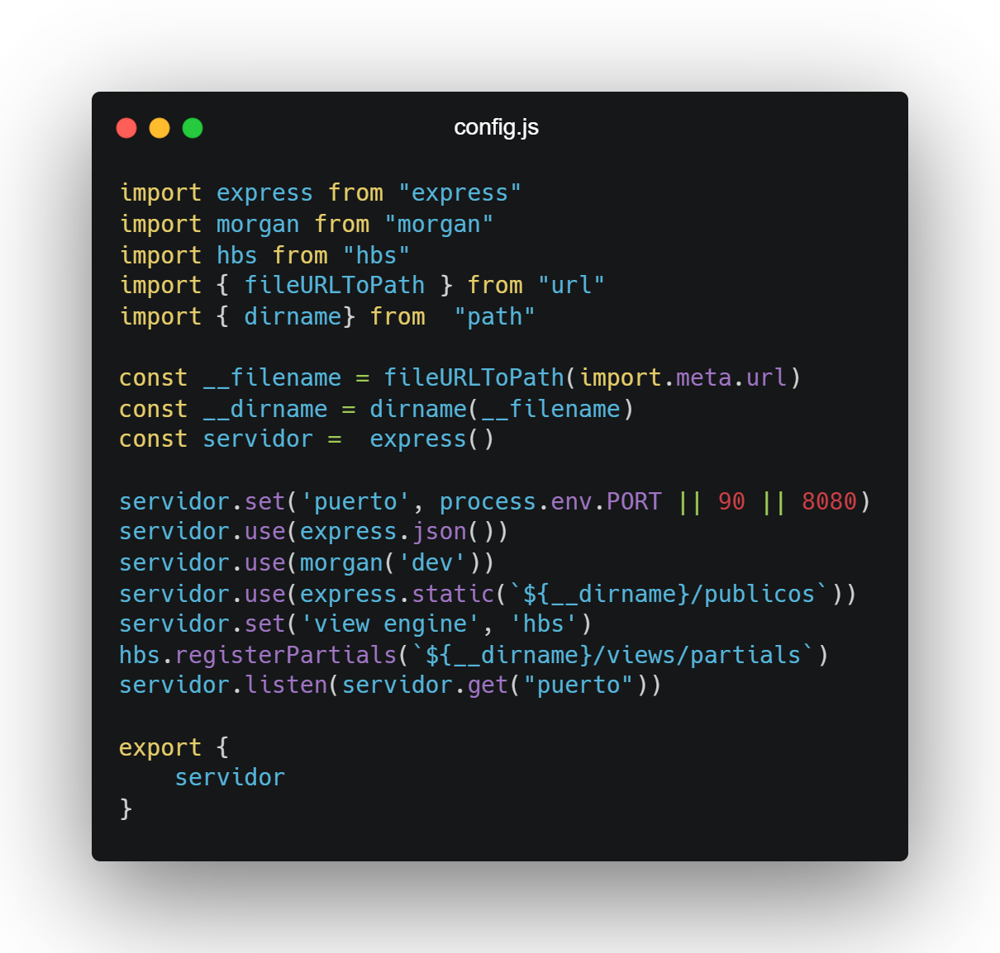 config.js
import express from "express"
import morgan from "morgan"
import hbs from "hbs"
import { fileURLToPath } from "url"
import { dirname} from  "path"

const __filename = fileURLToPath(import.meta.url)
const __dirname = dirname(__filename)
const servidor =  express()

servidor.set('puerto', process.env.PORT || 90 || 8080)
servidor.use(express.json())
servidor.use(morgan('dev'))
servidor.use(express.static(`${__dirname}/publicos`))
servidor.set('view engine', 'hbs')
hbs.registerPartials(`${__dirname}/views/partials`)
servidor.listen(servidor.get("puerto"))

export {
    servidor
}